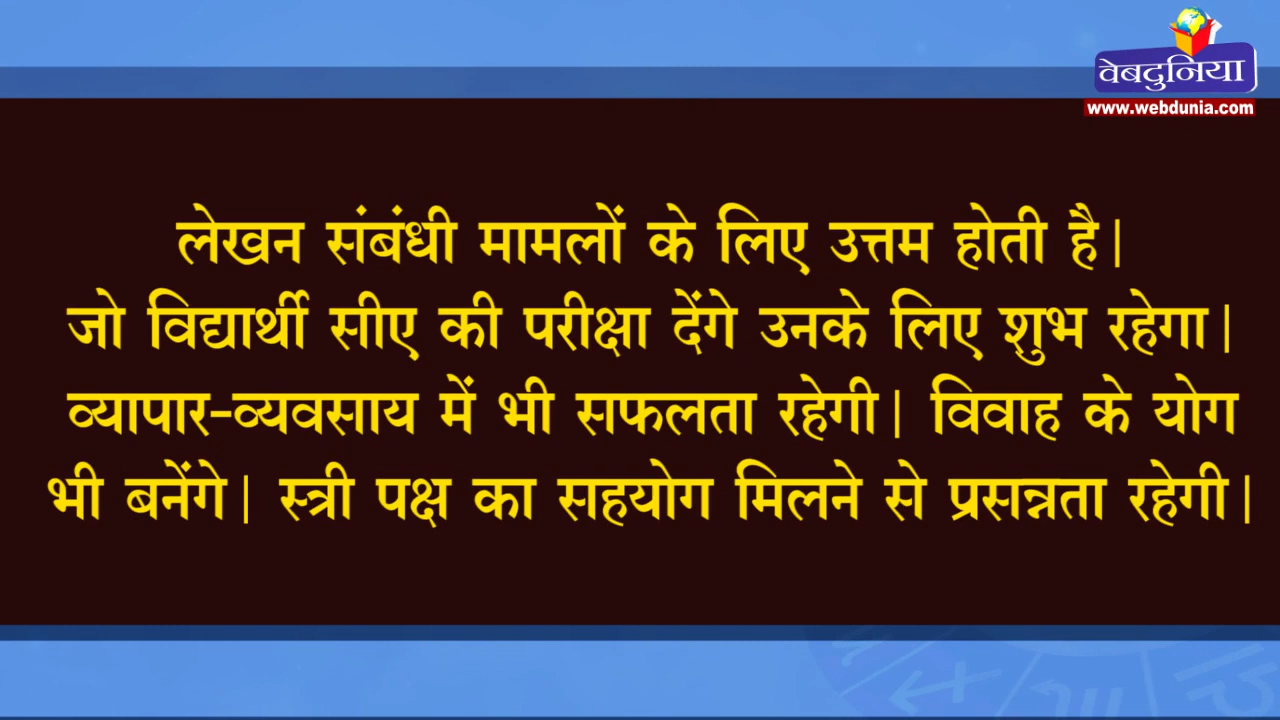 वेबदुनिया
www.webdunia.com
लेखन संबंधी मामलों के लिए उत्तम होती है।
जो विद्यार्थी सीए की परीक्षा देंगे उनके लिए शुभ रहेगा।
व्यापार-व्यवसाय में भी सफलता रहेगी। विवाह के योग
भी बनेंगे। स्त्री पक्ष का सहयोग मिलने से प्रसन्नता रहेगी।